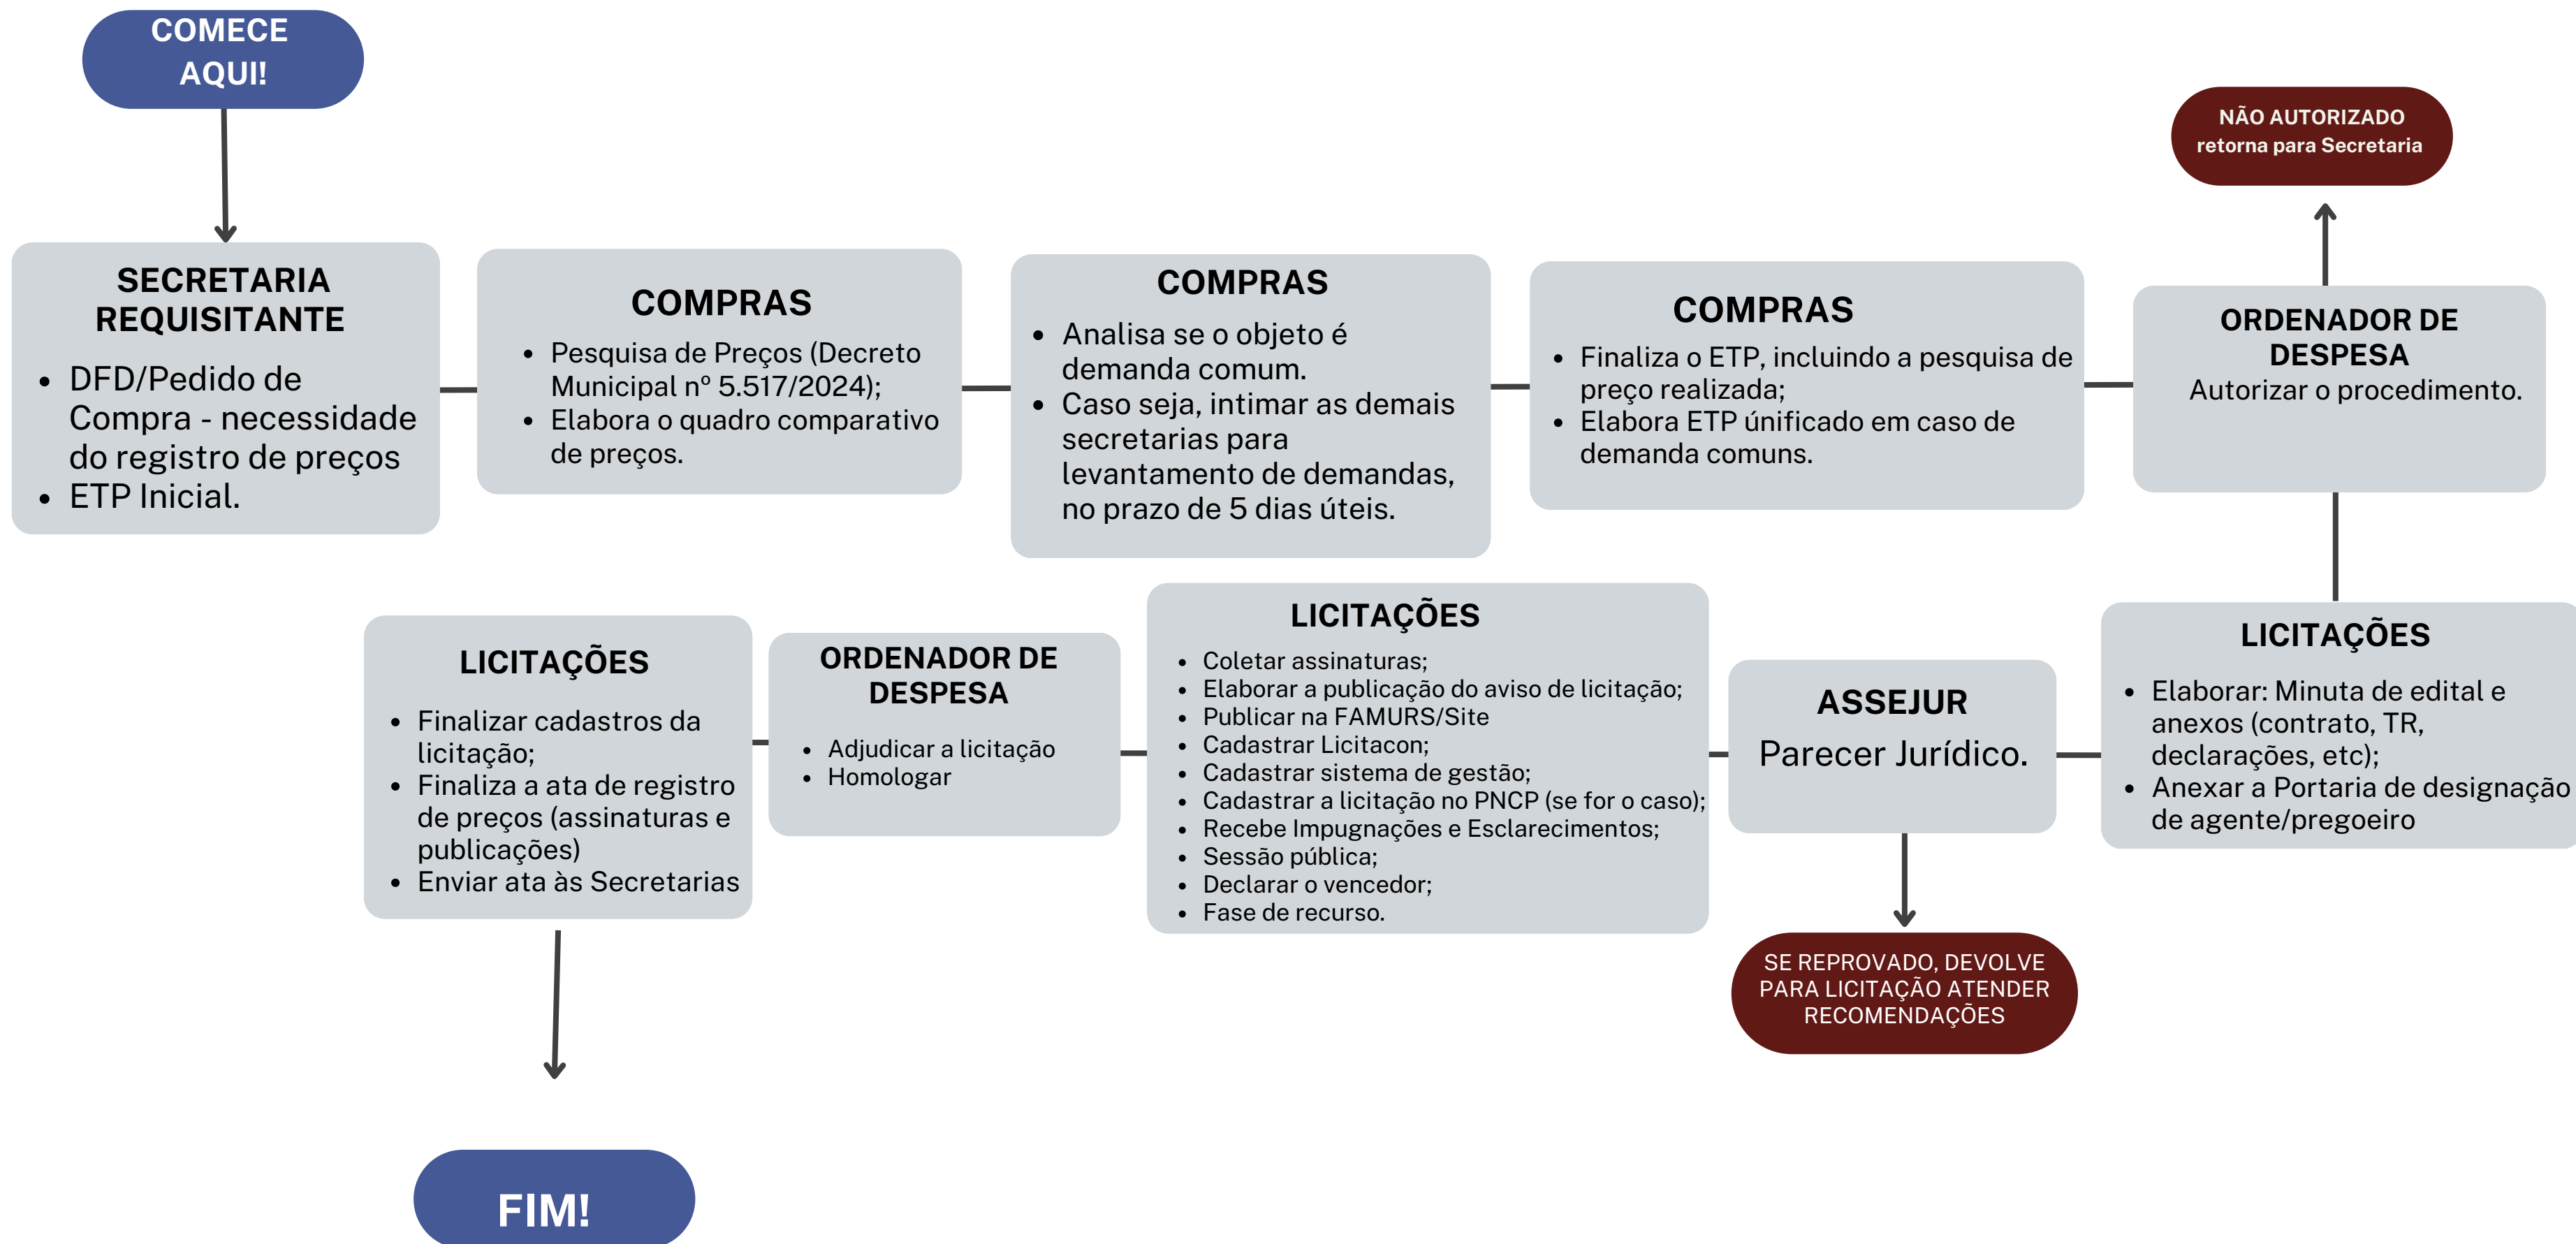 COMECE
AQUI!
NÃO AUTORIZADO
retorna para Secretaria
SECRETARIA
REQUISITANTE
• DFD/Pedido de
Compra - necessidade
do registro de preços
• ETP Inicial.
COMPRAS
• Pesquisa de Preços (Decreto
Municipal nº 5.517/2024);
• Elabora o quadro comparativo
de preços.
COMPRAS
• Analisa se o objeto é
demanda comum.
• Caso seja, intimar as demais
secretarias para
levantamento de demandas,
no prazo de 5 dias úteis.
COMPRAS
• Finaliza o ETP, incluindo a pesquisa de
preço realizada;
• Elabora ETP únificado em caso de
demanda comuns.
ORDENADOR DE
DESPESA
Autorizar o procedimento.
LICITAÇÕES
• Elaborar: Minuta de edital e
anexos (contrato, TR,
declarações, etc);
• Anexar a Portaria de designação
de agente/pregoeiro
ASSEJUR
Parecer Jurídico.
SE REPROVADO, DEVOLVE
PARA LICITAÇÃO ATENDER
RECOMENDAÇÕES
LICITAÇÕES
• Coletar assinaturas;
• Elaborar a publicação do aviso de licitação;
• Publicar na FAMURS/Site
• Cadastrar Licitacon;
• Cadastrar sistema de gestão;
• Cadastrar a licitação no PNCP (se for o caso);
• Recebe Impugnações e Esclarecimentos;
• Sessão pública;
• Declarar o vencedor;
• Fase de recurso.
ORDENADOR DE
DESPESA
• Adjudicar a licitação
• Homologar
LICITAÇÕES
• Finalizar cadastros da
licitação;
• Finaliza a ata de registro
de preços (assinaturas e
publicações)
• Enviar ata às Secretarias
FIM!